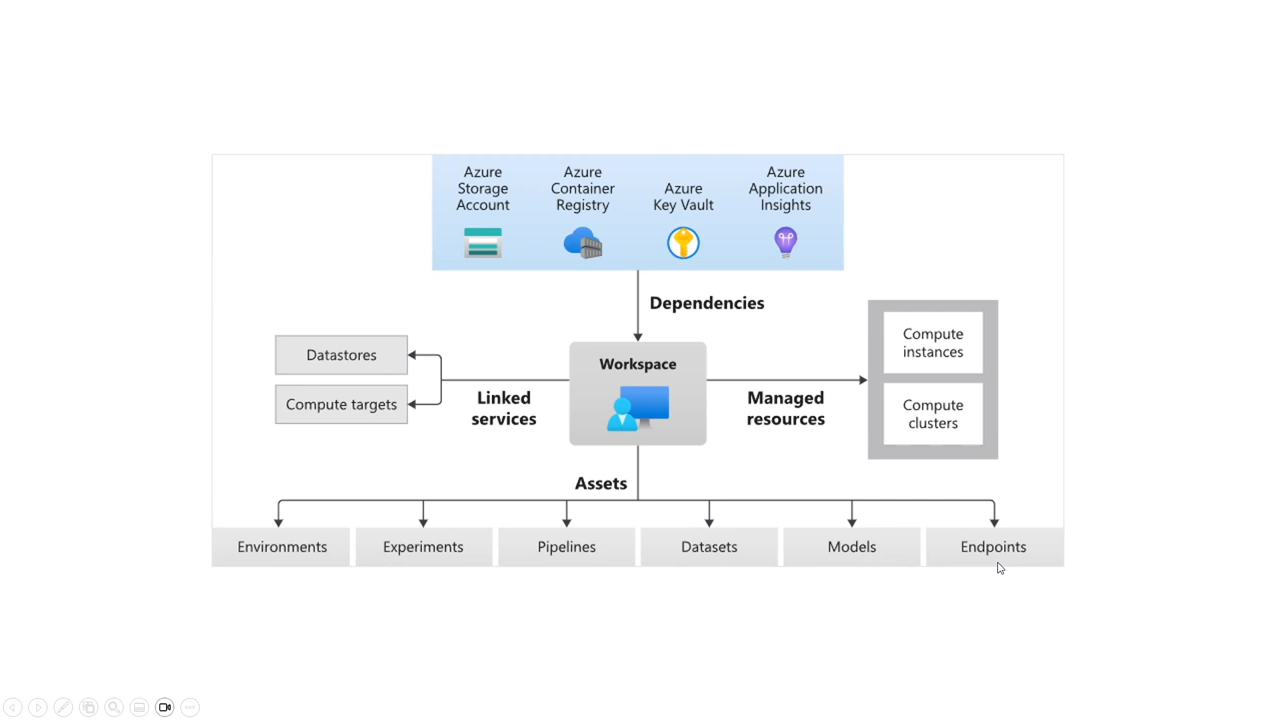 Azure
Storage
Account
Azure
Container
Registry
Azure
Key Vault
Azure
Application
Insights
Dependencies
Datastores
Compute targets
Linked
services
Workspace
Managed
resources
Compute
instances
Compute
clusters
Assets
Environments
Experiments
Pipelines
Datasets
Models
Endpoints